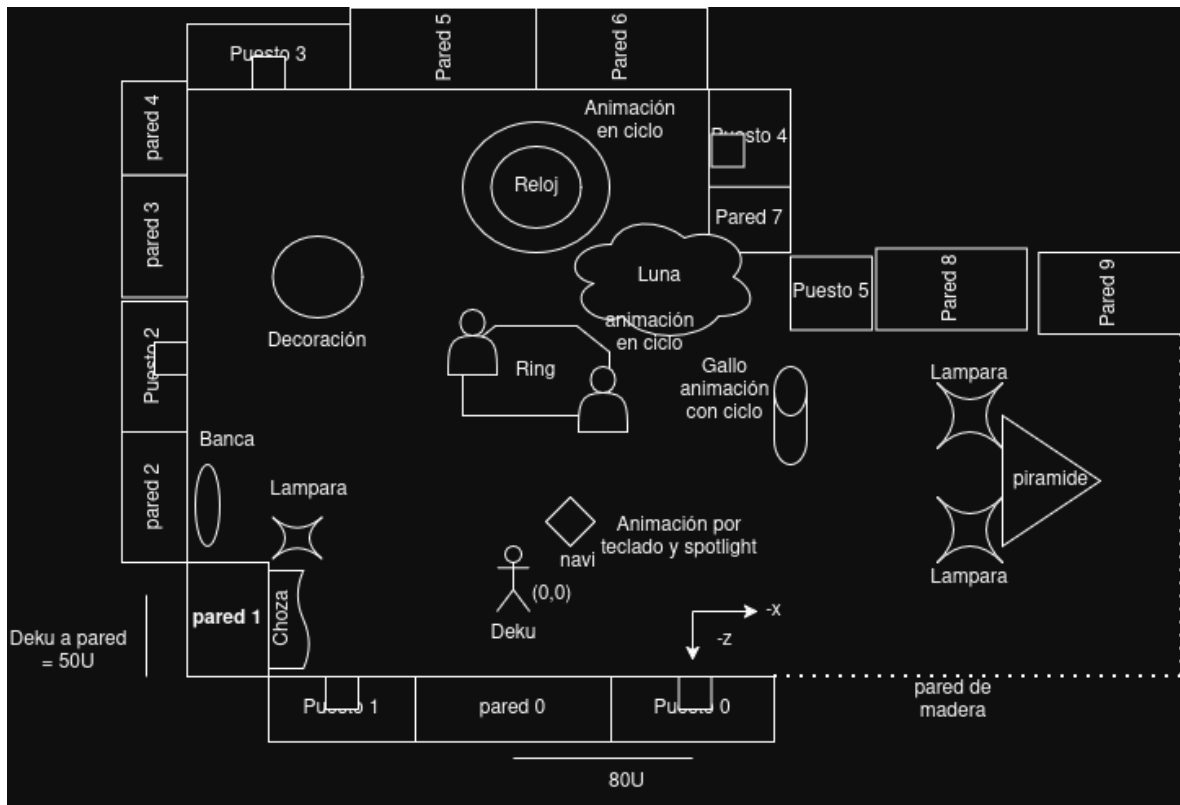 Puesto 3
Pared 5
Pared 6
pared 4
Animación
en ciclo
Puesto 4
Reloj
pared 3
Pared 7
Luna
Puesto 5
Pared 8
Pared 9
Decoración
animación
en ciclo
Puesto 2
Ring
Gallo
animación
con ciclo
Lampara
Banca
pared 2
Lampara
piramide
Animación por
teclado y spotlight
navi
Lampara
(0,0)
Deku
pared 1
Choza
-x
-z
Deku a pared
= 50U
pared de
madera
Puesto 1
pared 0
Puesto 0
80U